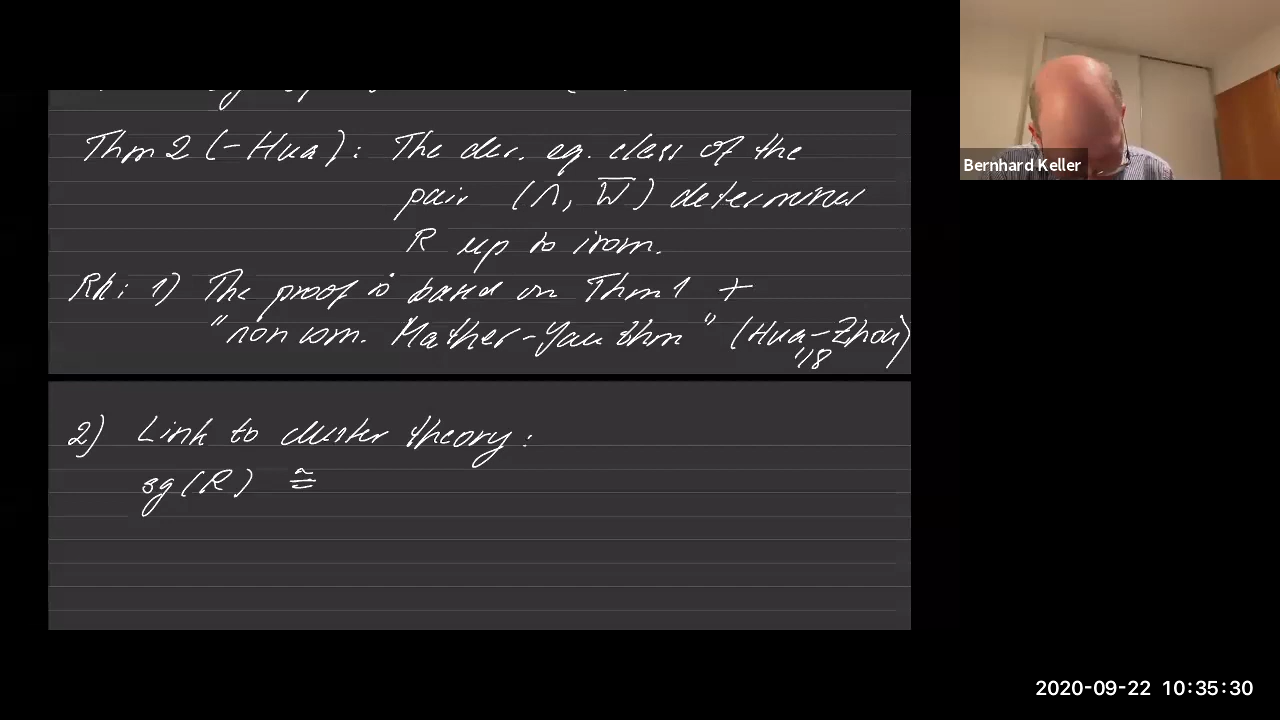 Thm 2 (-Hua): The der. eq. class of the
pair (Λ, W̅) determines
R up to isom.
Rk: 1) The proof is based on Thm 1 +
"non com. Mather-Yau thm" (Hua-Zhou
'18)
2) Link to cluster theory:
sg(R) ≅
Bernhard Keller
2020-09-22 10:35:30